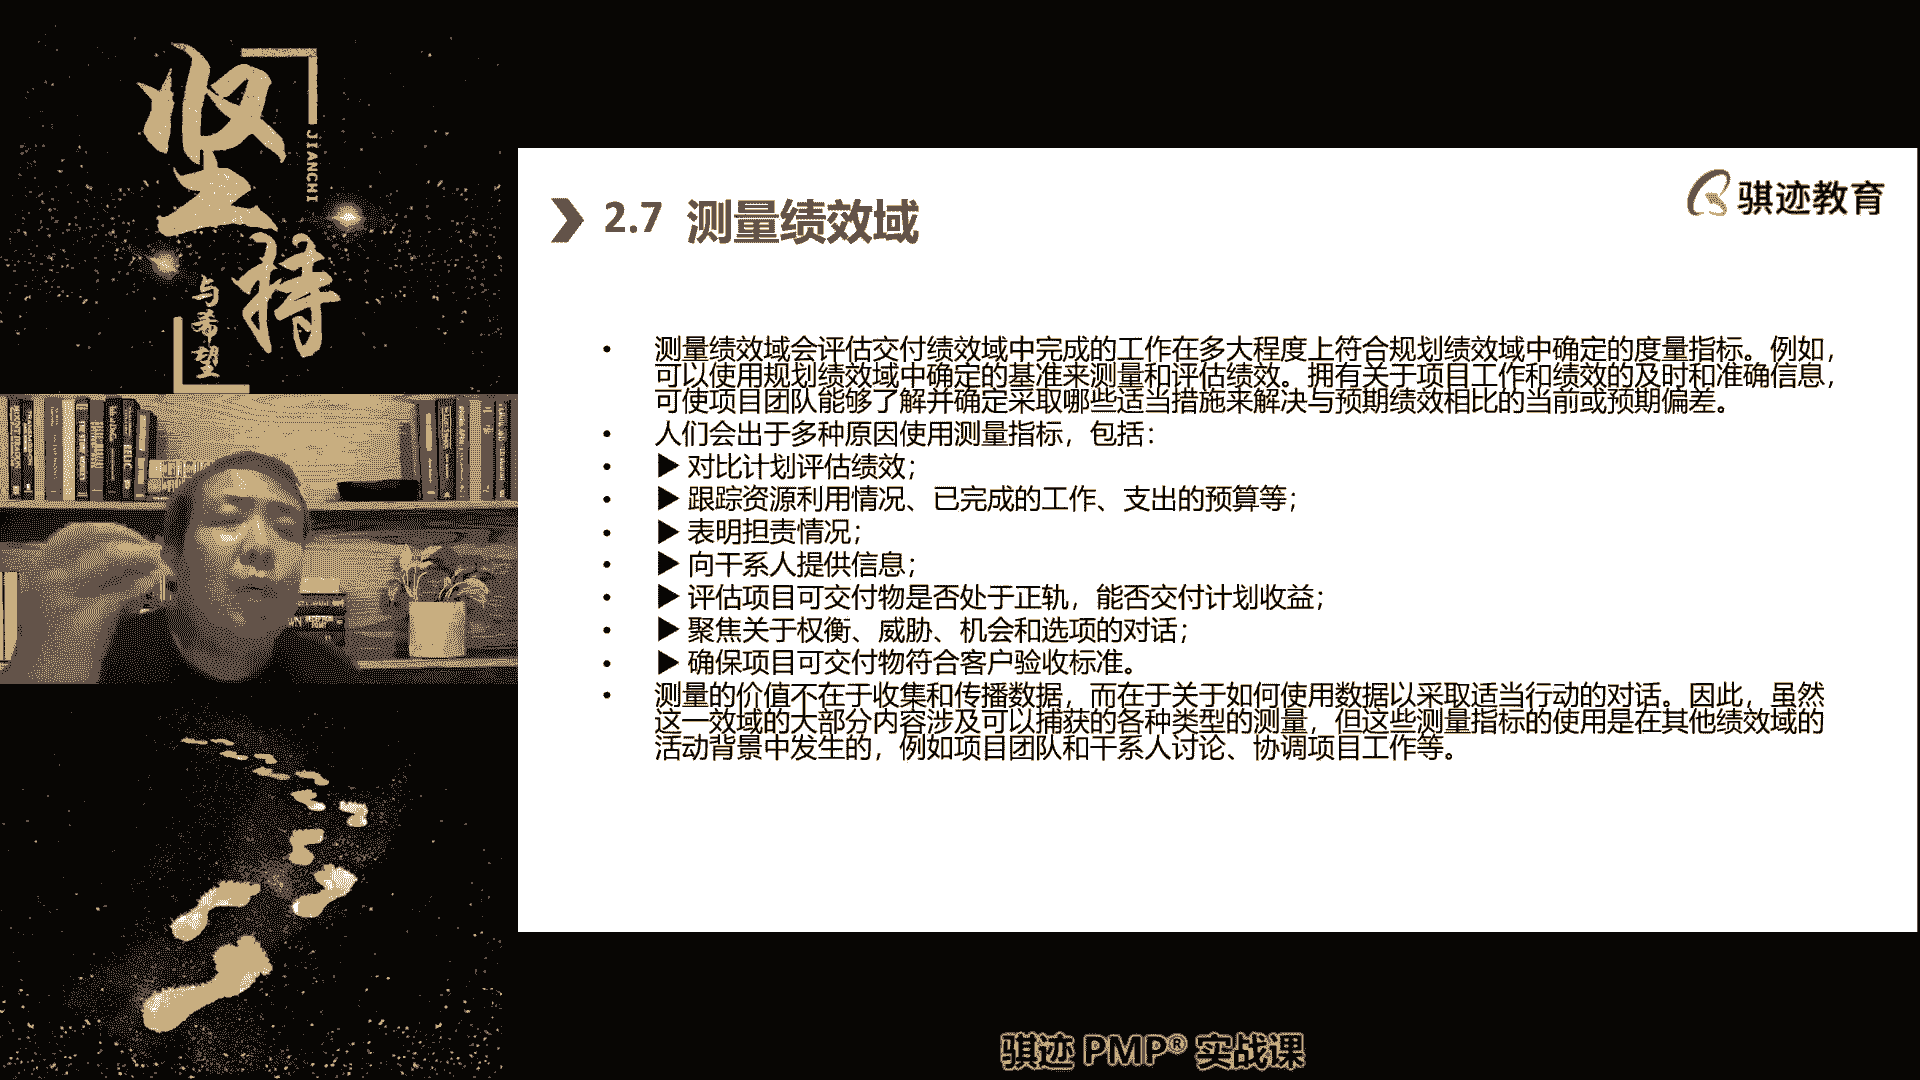 坚持
JIANCHI
与希望
骐迹教育
2.7 测量绩效域
• 测量绩效域会评估交付绩效域中完成的工作在多大程度上符合规划绩效域中确定的度量指标。例如，
可以使用规划绩效域中确定的基准来测量和评估绩效。拥有关于项目工作和绩效的及时和准确信息，
可使项目团队能够了解并确定采取哪些适当措施来解决与预期绩效相比的当前或预期偏差。
• 人们会出于多种原因使用测量指标，包括：
• ▶ 对比计划评估绩效；
• ▶ 跟踪资源利用情况、已完成的工作、支出的预算等；
• ▶ 表明担责情况；
• ▶ 向干系人提供信息；
• ▶ 评估项目可交付物是否处于正轨，能否交付计划收益；
• ▶ 聚焦关于权衡、威胁、机会和选项的对话；
• ▶ 确保项目可交付物符合客户验收标准。
• 测量的价值不在于收集和传播数据，而在于关于如何使用数据以采取适当行动的对话。因此，虽然
这一效域的大部分内容涉及可以捕获的各种类型的测量，但这些测量指标的使用是在其他绩效域的
活动背景中发生的，例如项目团队和干系人讨论、协调项目工作等。
骐迹 PMP® 实战课